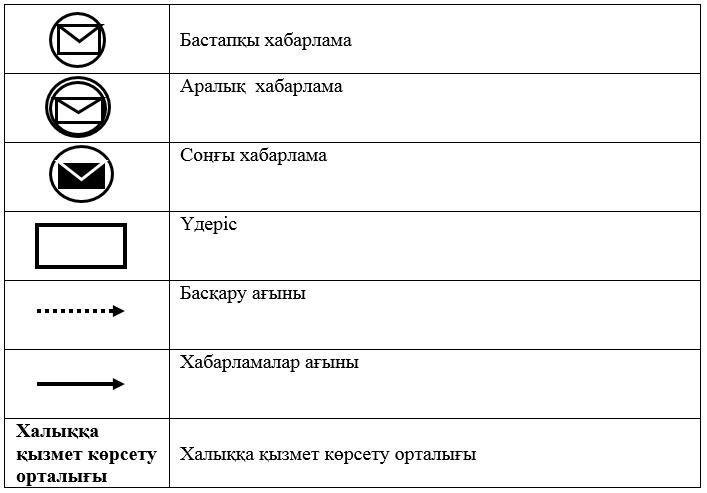 Бастапқы хабарлама
Аралық хабарлама
Соңғы хабарлама
Үдеріс
Басқару ағыны
Хабарламалар ағыны
Халыққа
қызмет көрсету
орталығы
Халыққа қызмет көрсету орталығы